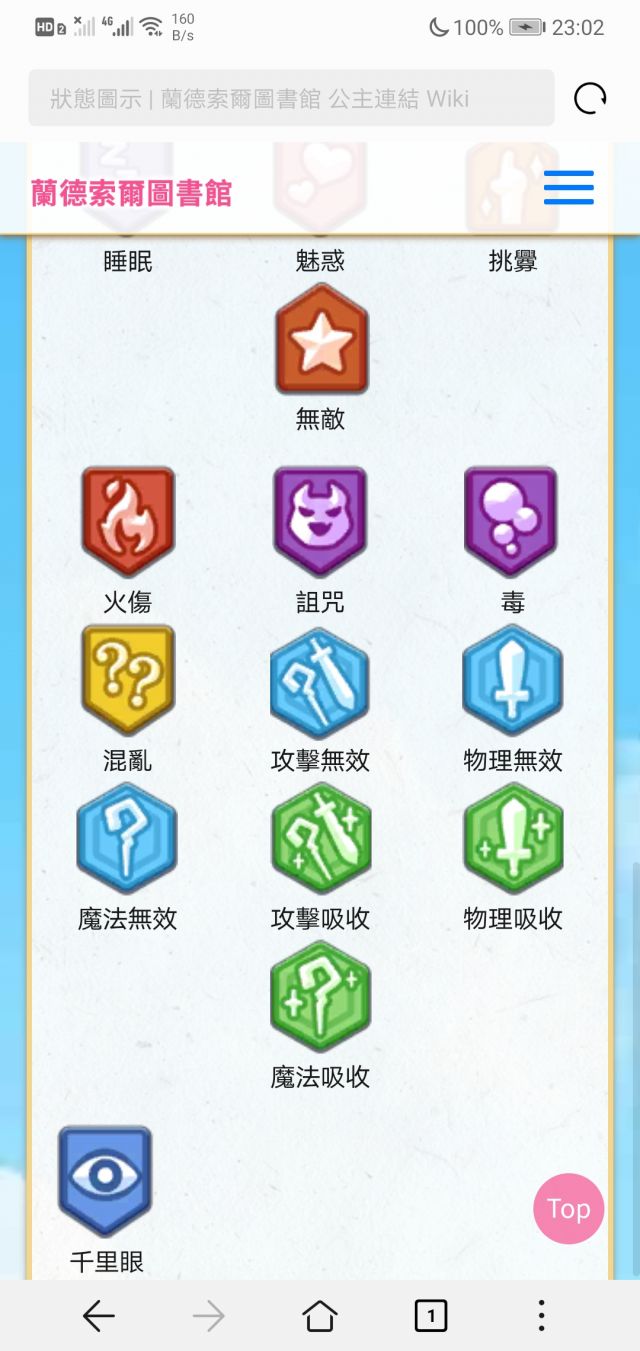 HD 2 4G 160 B/s 100% 23:02
狀態圖示 | 蘭德索爾圖書館 公主連結 Wiki
蘭德索爾圖書館
睡眠 魅惑 挑釁
無敵
火傷 詛咒 毒
?? 
混亂 攻擊無效 物理無效
魔法無效 攻擊吸收 物理吸收
魔法吸收
Top
千里眼
1